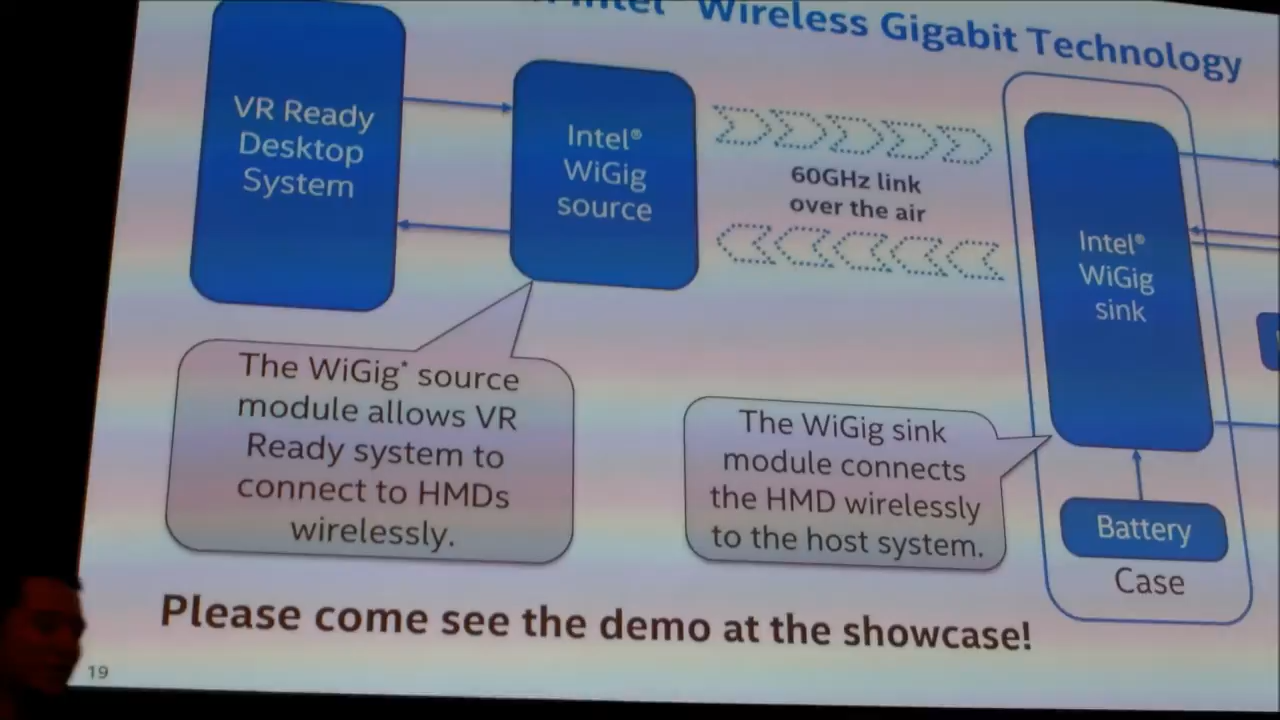 Intel® Wireless Gigabit Technology
VR Ready
Desktop
System
Intel®
WiGig
source
60GHz link
over the air
Intel®
WiGig
sink
The WiGig* source
module allows VR
Ready system to
connect to HMDs
wirelessly.
The WiGig sink
module connects
the HMD wirelessly
to the host system.
Battery
Case
Please come see the demo at the showcase!
19